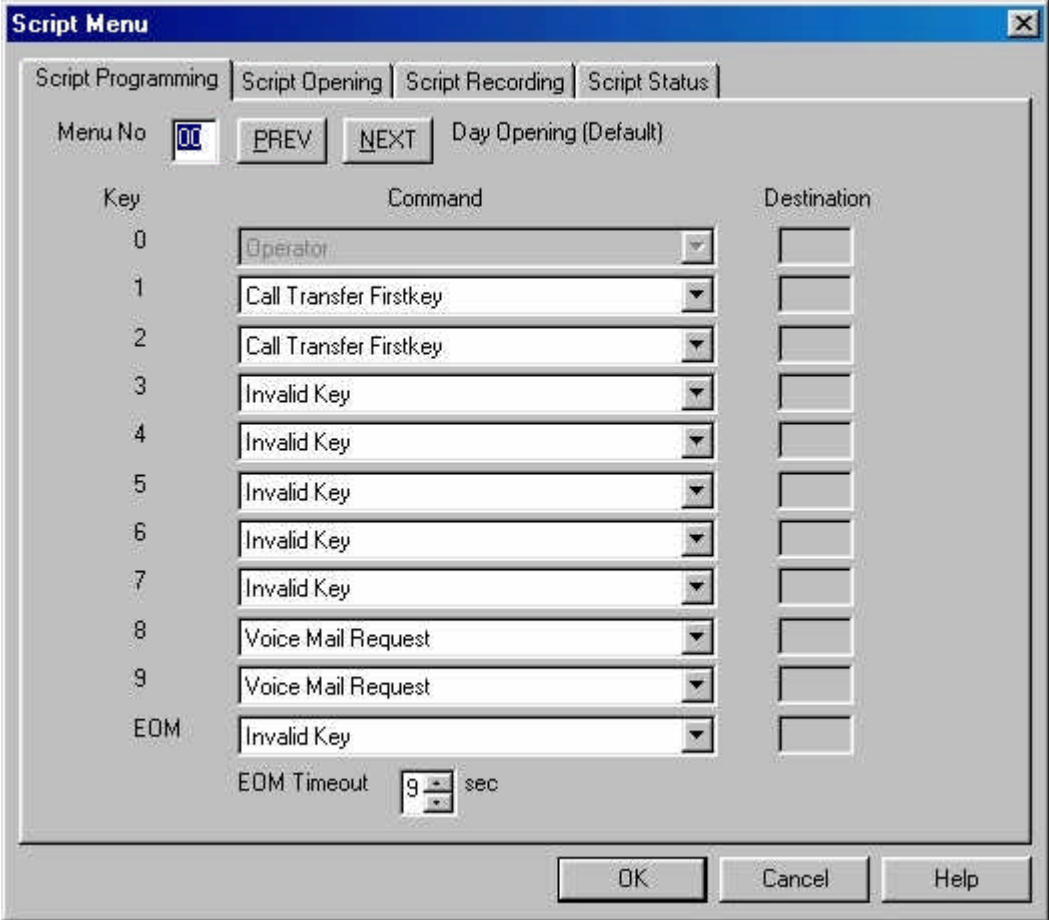 Script Menu
Script Programming Script Opening Script Recording Script Status
Menu No 00 PREV NEXT Day Opening (Default)
Key Command Destination
0 Operator
1 Call Transfer Firstkey
2 Call Transfer Firstkey
3 Invalid Key
4 Invalid Key
5 Invalid Key
6 Invalid Key
7 Invalid Key
8 Voice Mail Request
9 Voice Mail Request
EOM Invalid Key
EOM Timeout 9 sec
OK Cancel Help